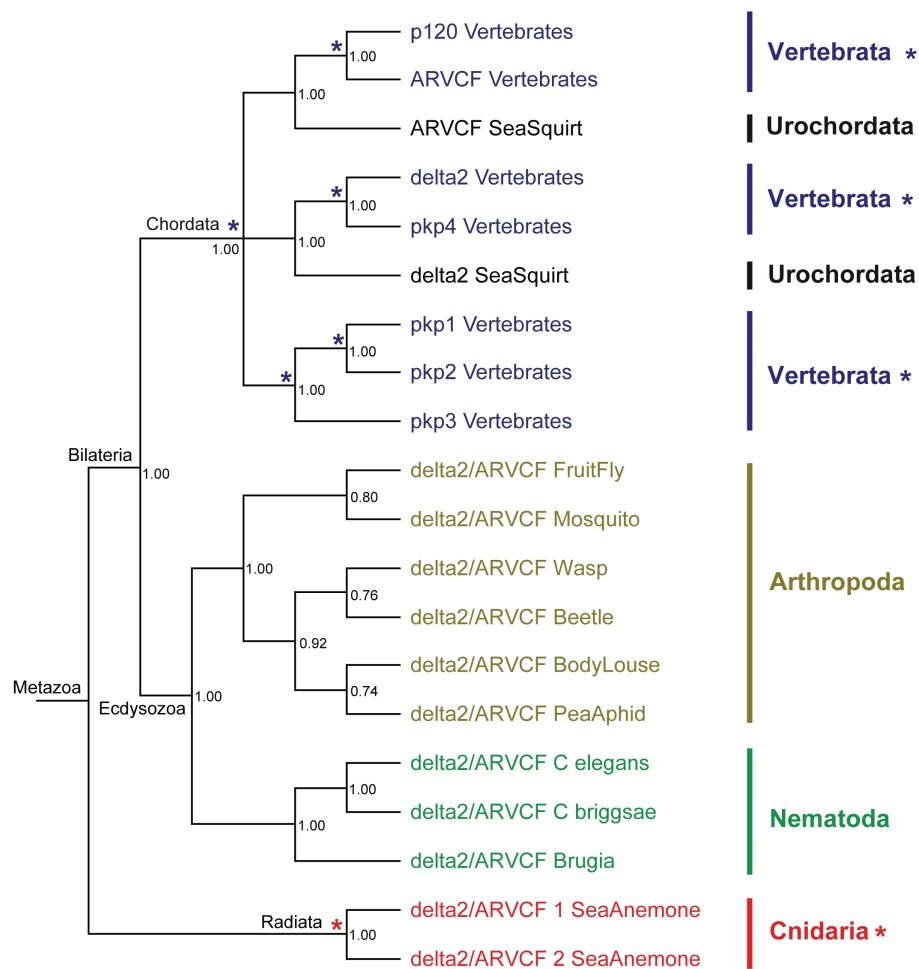 p120 Vertebrates
*
1.00
Vertebrata *
ARVCF Vertebrates
1.00
ARVCF SeaSquirt
Urochordata
delta2 Vertebrates
*
1.00
Vertebrata *
Chordata *
pkp4 Vertebrates
1.00
1.00
delta2 SeaSquirt
Urochordata
pkp1 Vertebrates
*
1.00
pkp2 Vertebrates
Vertebrata *
*
1.00
pkp3 Vertebrates
Bilateria
1.00
delta2/ARVCF FruitFly
0.80
delta2/ARVCF Mosquito
1.00
delta2/ARVCF Wasp
0.76
Arthropoda
delta2/ARVCF Beetle
0.92
delta2/ARVCF BodyLouse
0.74
delta2/ARVCF PeaAphid
Metazoa
Ecdysozoa
1.00
delta2/ARVCF C elegans
1.00
delta2/ARVCF C briggsae
Nematoda
1.00
delta2/ARVCF Brugia
delta2/ARVCF 1 SeaAnemone
Radiata *
1.00
Cnidaria *
delta2/ARVCF 2 SeaAnemone